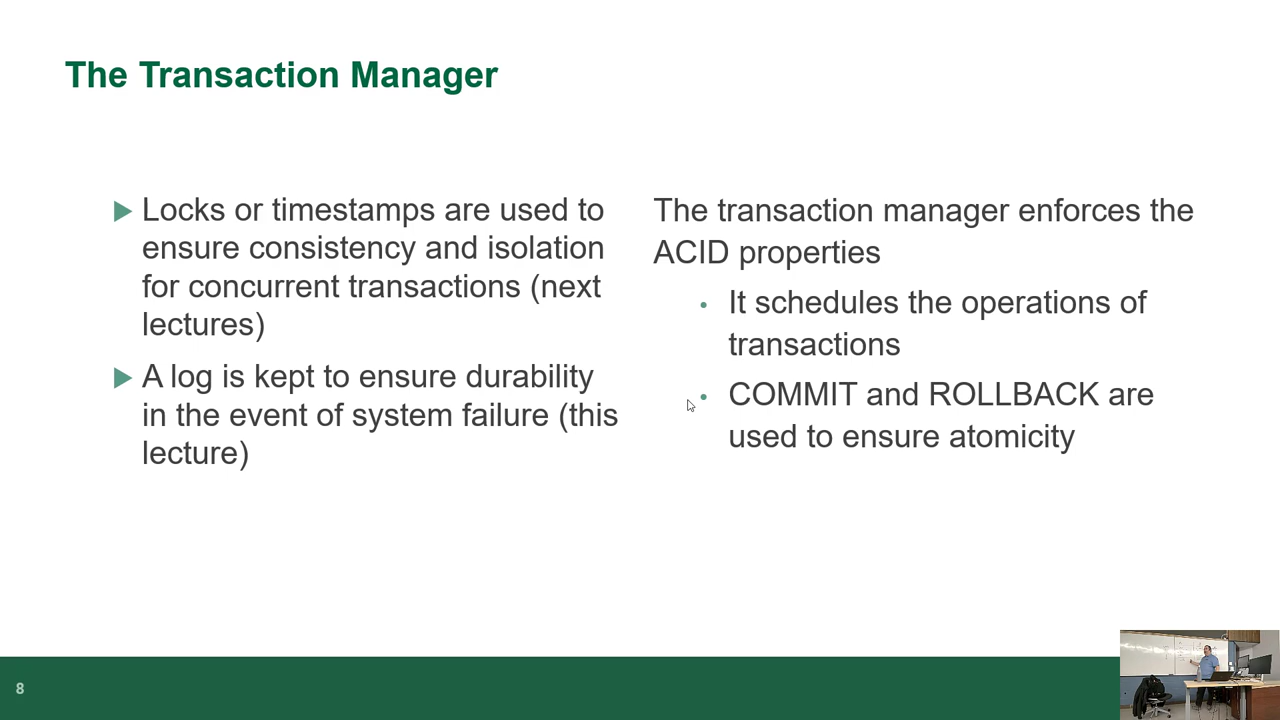 The Transaction Manager
Locks or timestamps are used to
ensure consistency and isolation
for concurrent transactions (next
lectures)
A log is kept to ensure durability
in the event of system failure (this
lecture)
The transaction manager enforces the
ACID properties
It schedules the operations of
transactions
COMMIT and ROLLBACK are
used to ensure atomicity
8